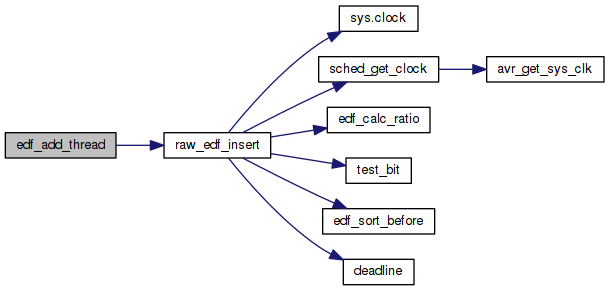 sys.clock
sched_get_clock
avr_get_sys_clk
edf_calc_ratio
edf_add_thread
raw_edf_insert
test_bit
edf_sort_before
deadline